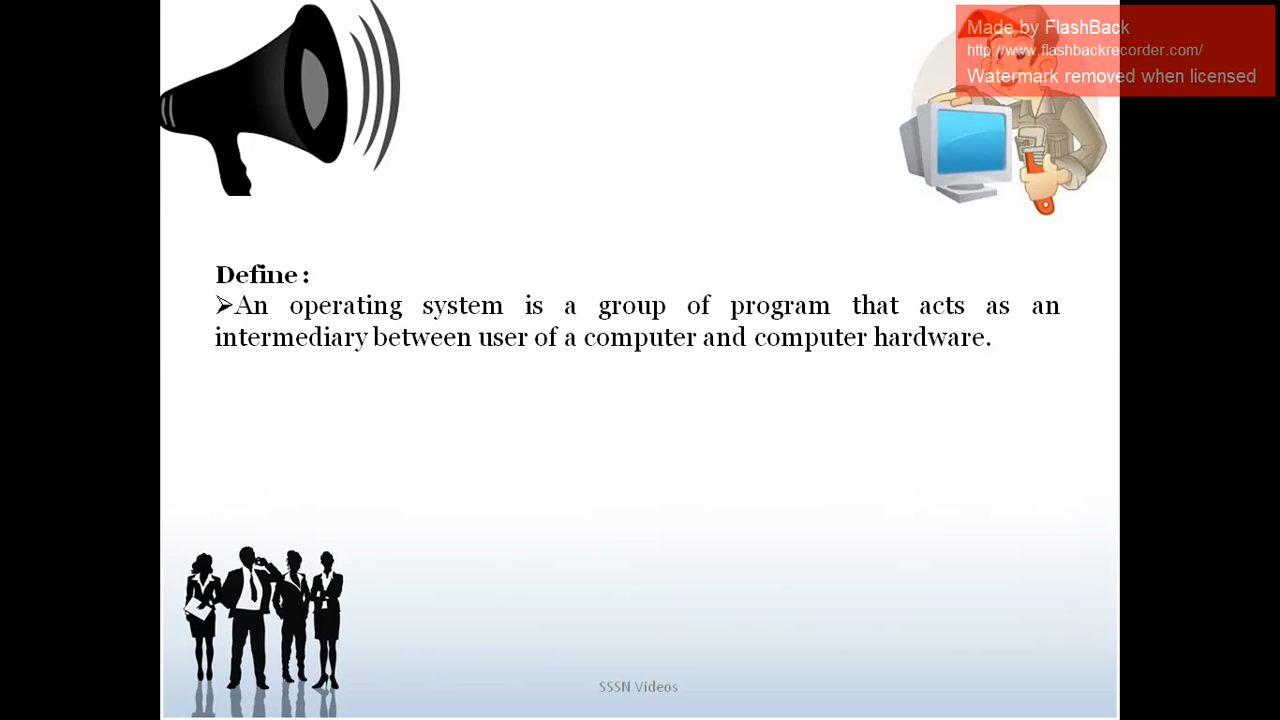 Made by FlashBack
http://www.flashbackrecorder.com/
Watermark removed when licensed
Define :
➢An operating system is a group of program that acts as an
intermediary between user of a computer and computer hardware.
SSSN Videos